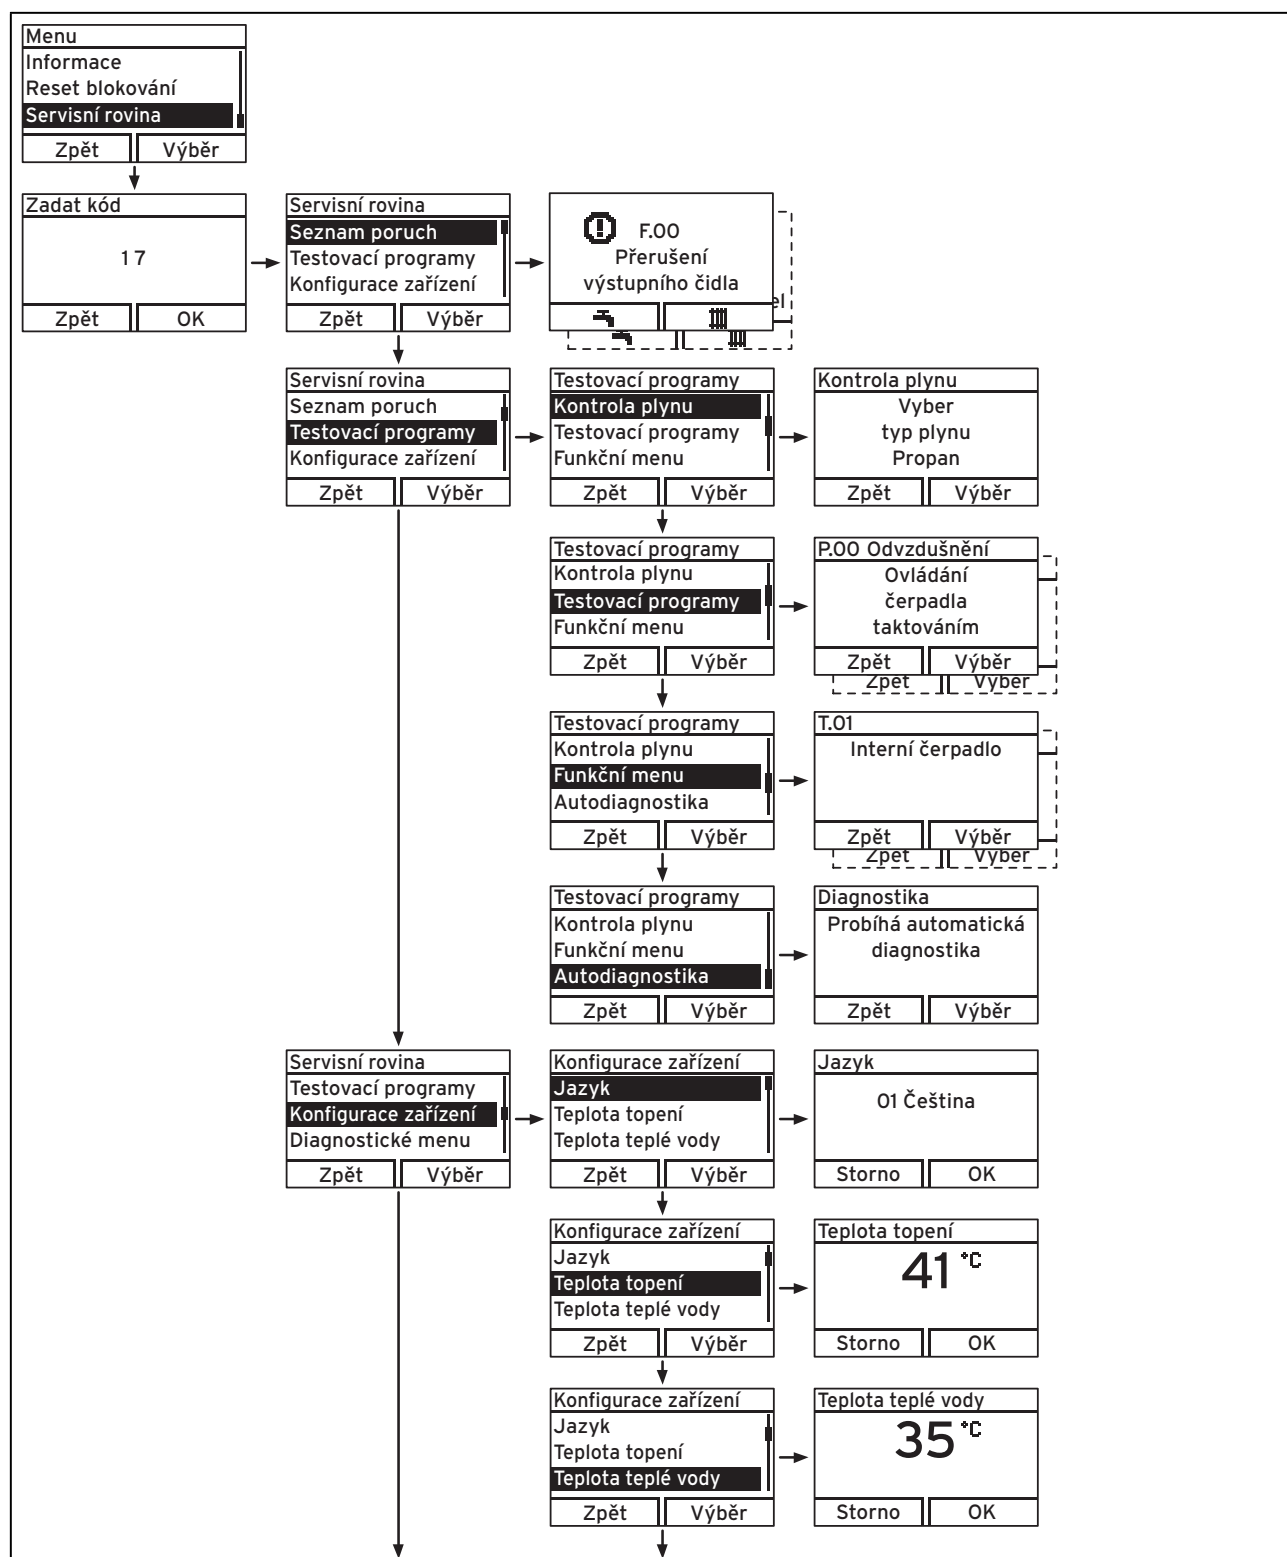 Menu
Informace
Reset blokování
Servisní rovina
Zpět Výběr
Zadat kód
17
Zpět OK
Servisní rovina
Seznam poruch
Testovací programy
Konfigurace zařízení
Zpět Výběr
F.00
Přerušení
výstupního čidla
el
Servisní rovina
Seznam poruch
Testovací programy
Konfigurace zařízení
Zpět Výběr
Testovací programy
Kontrola plynu
Testovací programy
Funkční menu
Zpět Výběr
Kontrola plynu
Vyber
typ plynu
Propan
Zpět Výběr
Testovací programy
Kontrola plynu
Testovací programy
Funkční menu
Zpět Výběr
P.00 Odvzdušnění
Ovládání
čerpadla
taktováním
Zpět Výběr
Zpět Výběr
Testovací programy
Kontrola plynu
Funkční menu
Autodiagnostika
Zpět Výběr
T.01
Interní čerpadlo
Zpět Výběr
Zpět Výběr
Testovací programy
Kontrola plynu
Funkční menu
Autodiagnostika
Zpět Výběr
Diagnostika
Probíhá automatická
diagnostika
Zpět Výběr
Servisní rovina
Testovací programy
Konfigurace zařízení
Diagnostické menu
Zpět Výběr
Konfigurace zařízení
Jazyk
Teplota topení
Teplota teplé vody
Zpět Výběr
Jazyk
01 Čeština
Storno OK
Konfigurace zařízení
Jazyk
Teplota topení
Teplota teplé vody
Zpět Výběr
Teplota topení
41 °C
Storno OK
Konfigurace zařízení
Jazyk
Teplota topení
Teplota teplé vody
Zpět Výběr
Teplota teplé vody
35 °C
Storno OK